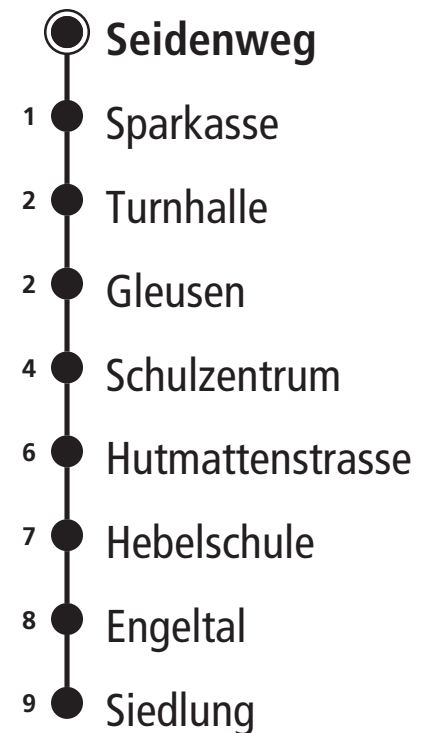 Seidenweg
1 Sparkasse
2 Turnhalle
2 Gleusen
4 Schulzentrum
6 Hutmattenstrasse
7 Hebelschule
8 Engeltal
9 Siedlung